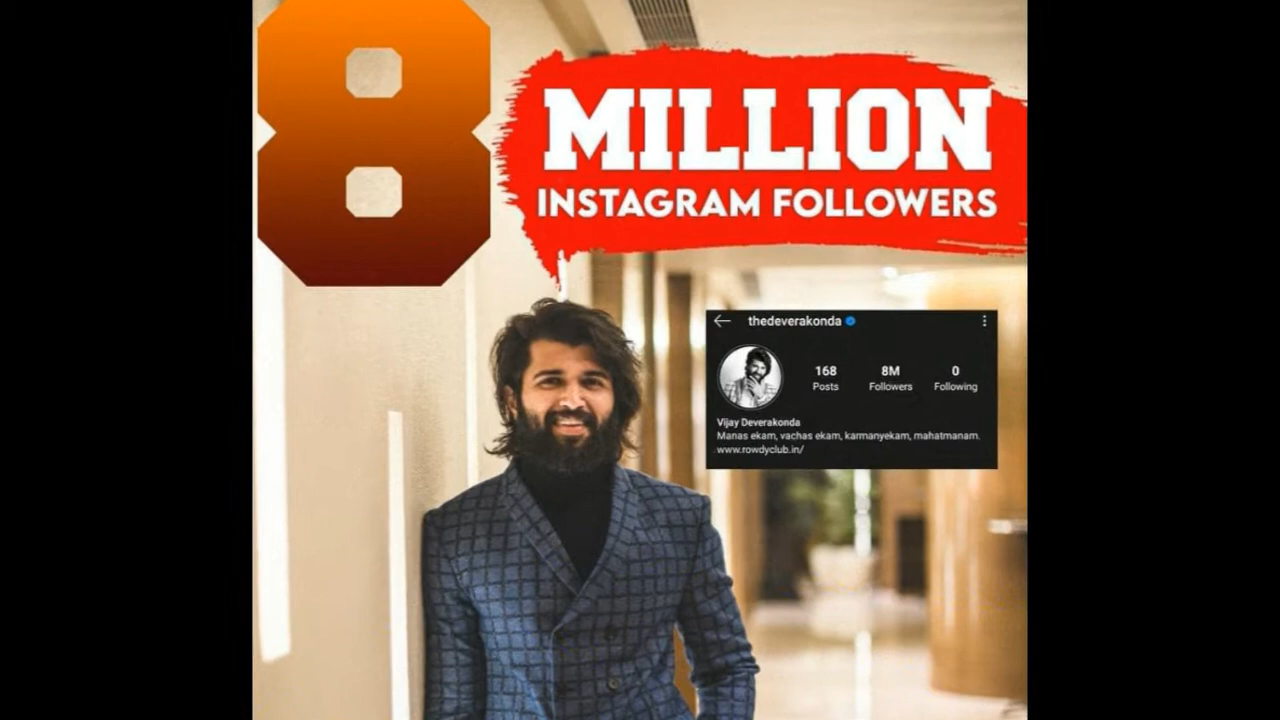 8
MILLION
INSTAGRAM FOLLOWERS
thedeverakonda
168 8M 0
Posts Followers Following
Vijay Deverakonda
Manas ekam, vachas ekam, karmanyekam, mahatmanam.
www.rowdyclub.in/